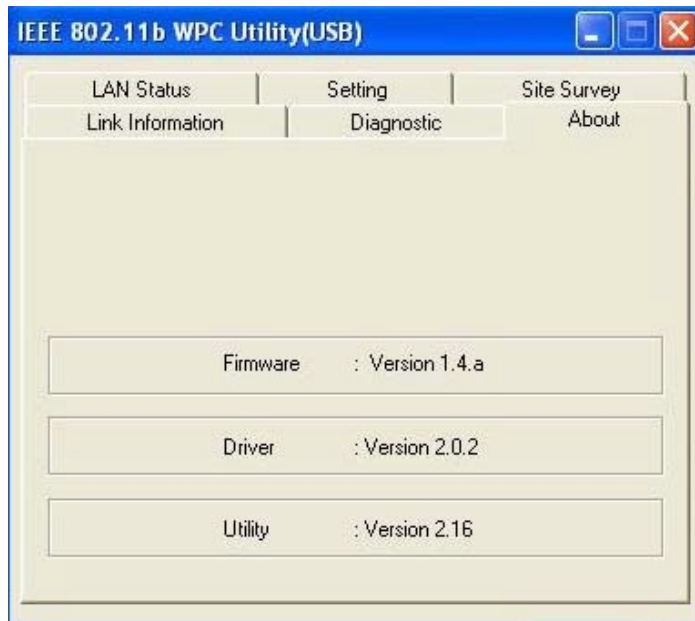 IEEE 802.11b WPC Utility(USB)
LAN Status Setting Site Survey
Link Information Diagnostic About
Firmware : Version 1.4.a
Driver : Version 2.0.2
Utility : Version 2.16